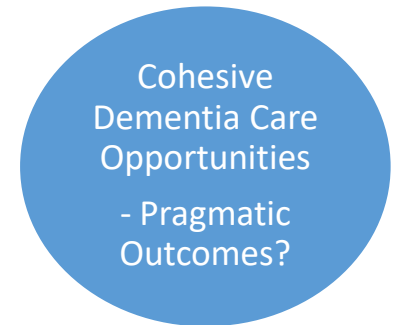 Cohesive
Dementia Care
Opportunities
- Pragmatic
Outcomes?